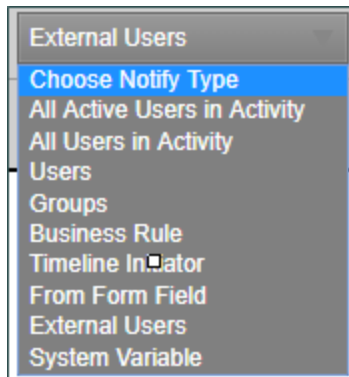 External Users
Choose Notify Type
All Active Users in Activity
All Users in Activity
Users
Groups
Business Rule
Timeline
From Form Field
External Users
System Variable